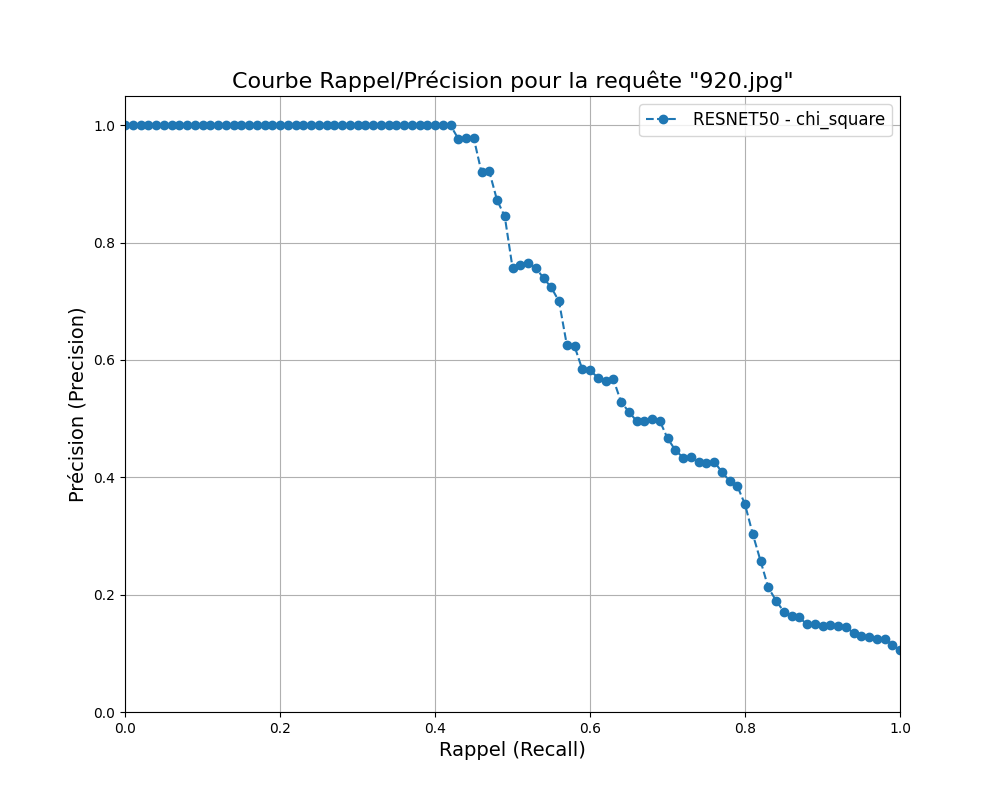 Courbe Rappel/Précision pour la requête "920.jpg"
RESNET50 - chi_square
1.0
0.8
0.6
0.4
0.2
0.0
Précision (Precision)
0.0 0.2 0.4 0.6 0.8 1.0
Rappel (Recall)